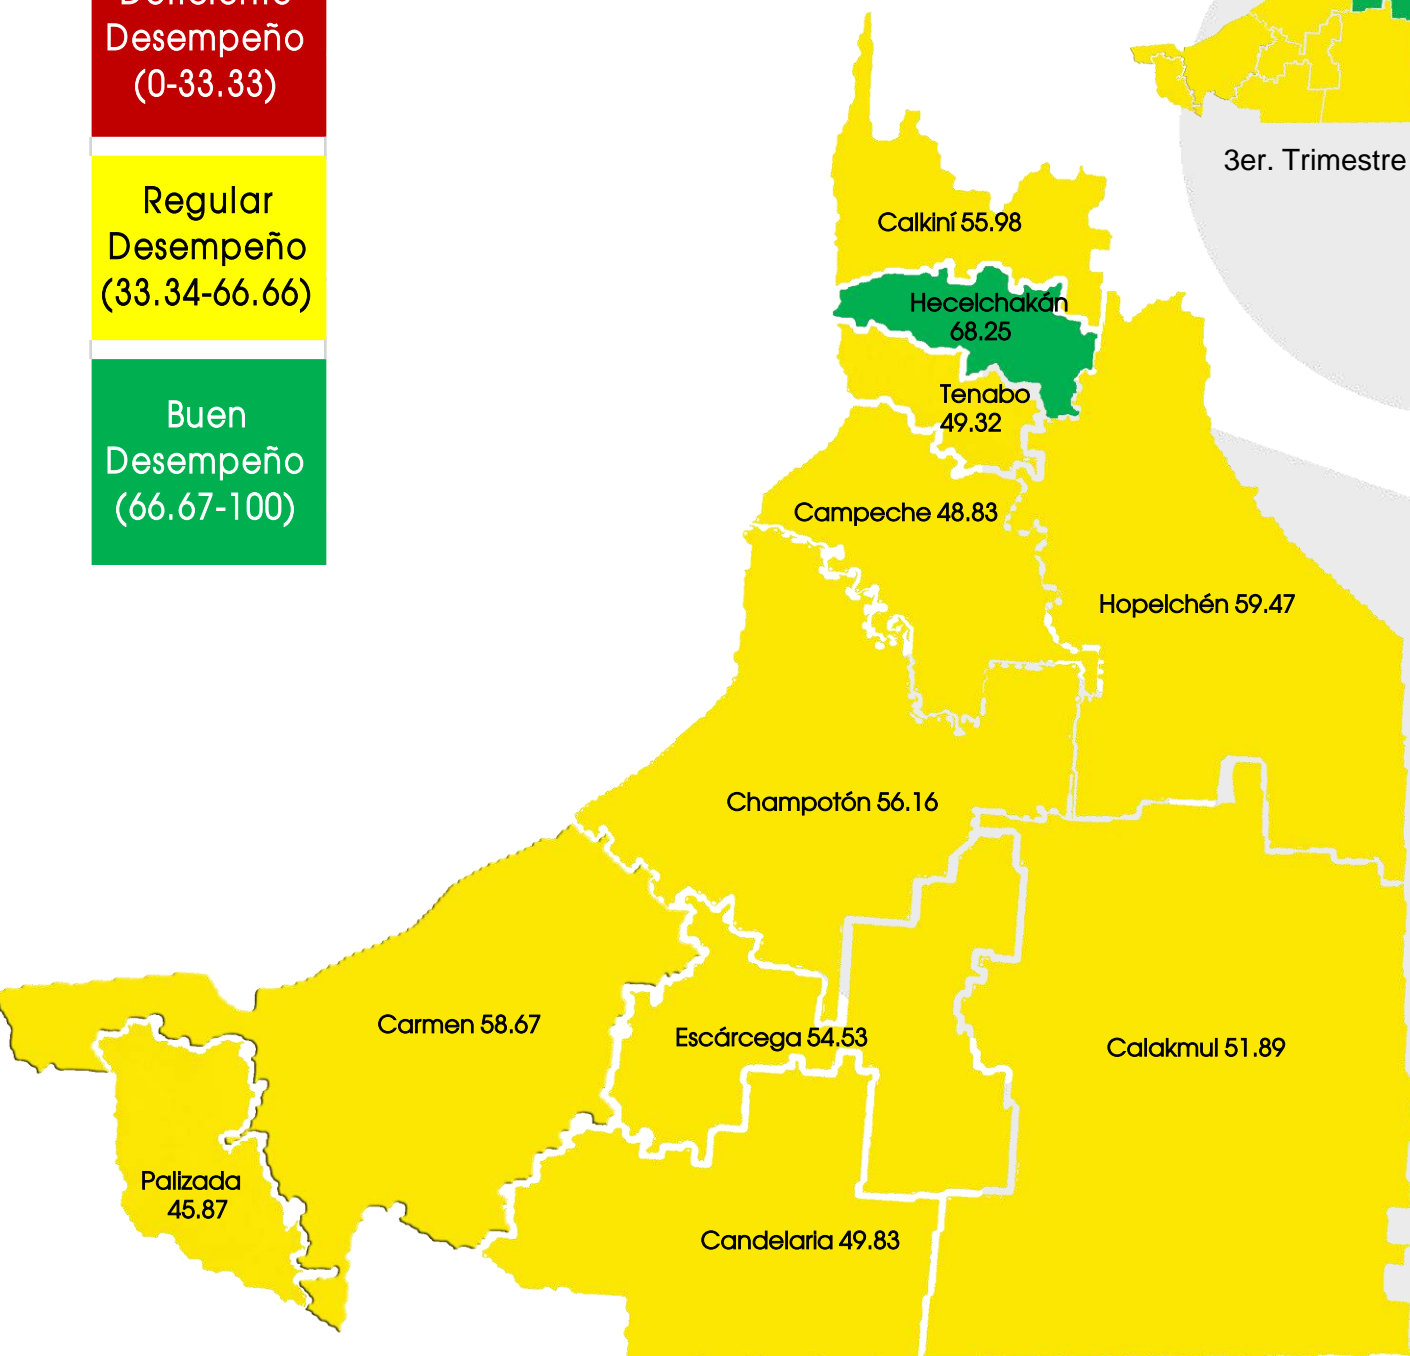 Desempeño
(0-33.33)
Regular
Desempeño
(33.34-66.66)
Buen
Desempeño
(66.67-100)
3er. Trimestre
Calkiní 55.98
Hecelchakán
68.25
Tenabo
49.32
Campeche 48.83
Hopelchén 59.47
Champotón 56.16
Carmen 58.67
Escárcega 54.53
Calakmul 51.89
Palizada
45.87
Candelaria 49.83